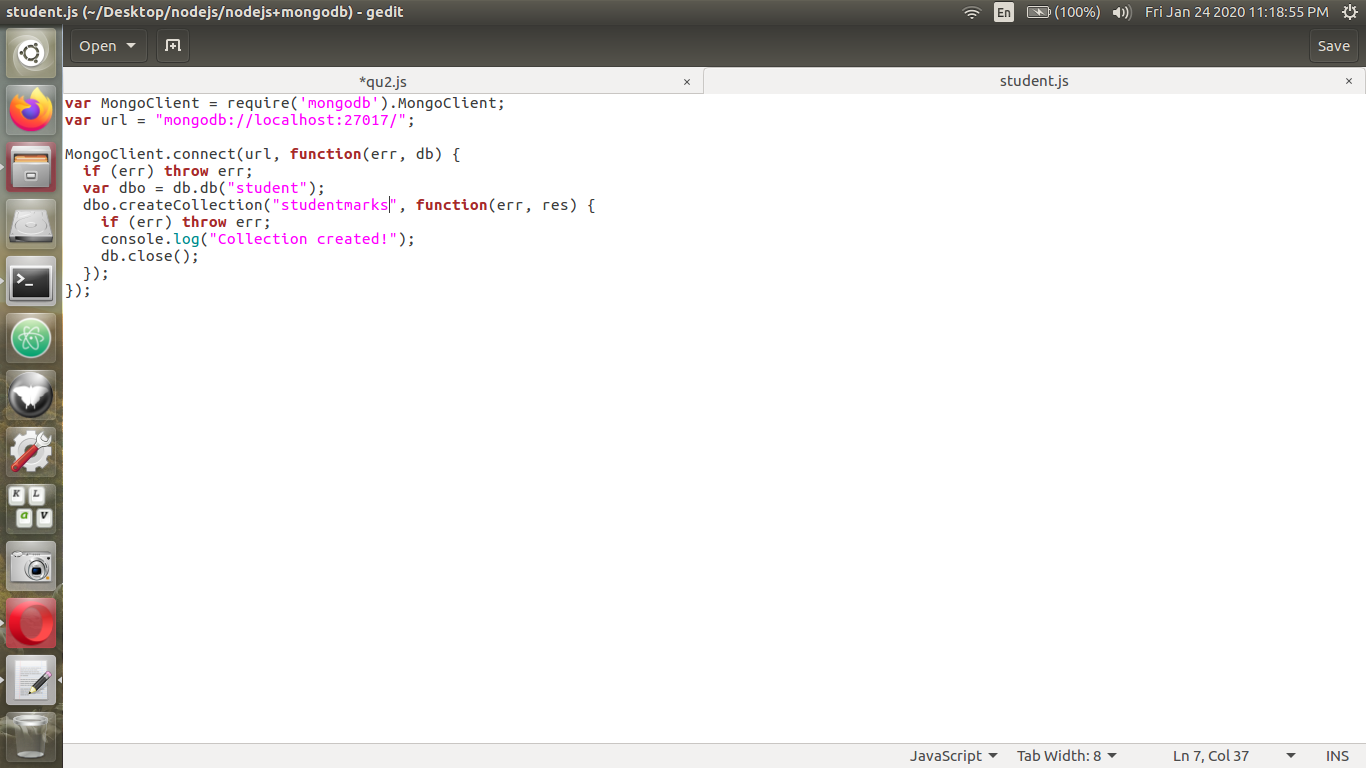 student.js (~/Desktop/nodejs/nodejs+mongodb) - gedit
En
(100%)
Fri Jan 24 2020 11:18:55 PM
Open
Save
*qu2.js
×
student.js
×
var MongoClient = require('mongodb').MongoClient;
var url = "mongodb://localhost:27017/";
MongoClient.connect(url, function(err, db) {
  if (err) throw err;
  var dbo = db.db("student");
  dbo.createCollection("studentmarks", function(err, res) {
    if (err) throw err;
    console.log("Collection created!");
    db.close();
  });
});
K L
a V
JavaScript
Tab Width: 8
Ln 7, Col 37
INS